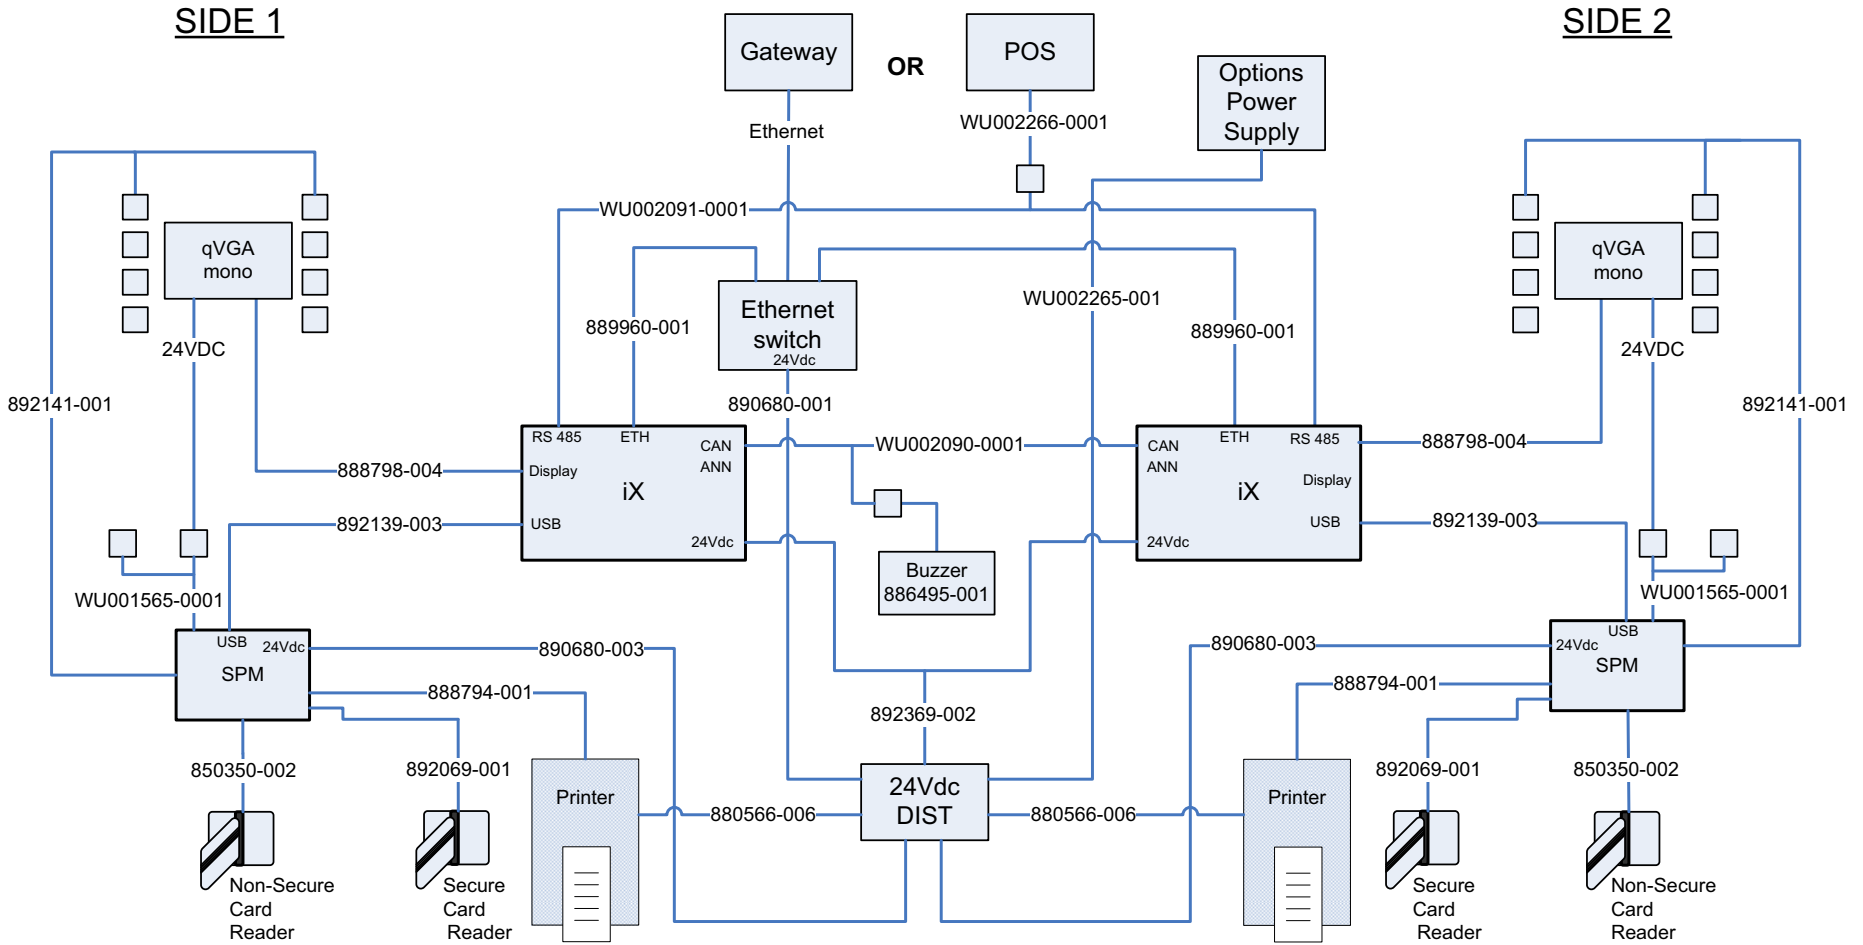 SIDE 1
SIDE 2
Gateway
OR
POS
Options
Power
Supply
Ethernet
WU002266-0001
WU002091-0001
qVGA
mono
qVGA
mono
Ethernet
switch
24Vdc
WU002265-001
889960-001
889960-001
24VDC
24VDC
892141-001
890680-001
892141-001
RS 485
ETH
CAN
ANN
Display
iX
USB
24Vdc
WU002090-0001
CAN
ANN
ETH
RS 485
Display
iX
USB
24Vdc
888798-004
888798-004
892139-003
892139-003
Buzzer
886495-001
WU001565-0001
WU001565-0001
USB
24Vdc
SPM
890680-003
890680-003
USB
24Vdc
SPM
888794-001
888794-001
892369-002
850350-002
892069-001
892069-001
850350-002
Printer
880566-006
24Vdc
DIST
880566-006
Printer
Non-Secure
Card
Reader
Secure
Card
Reader
Secure
Card
Reader
Non-Secure
Card
Reader